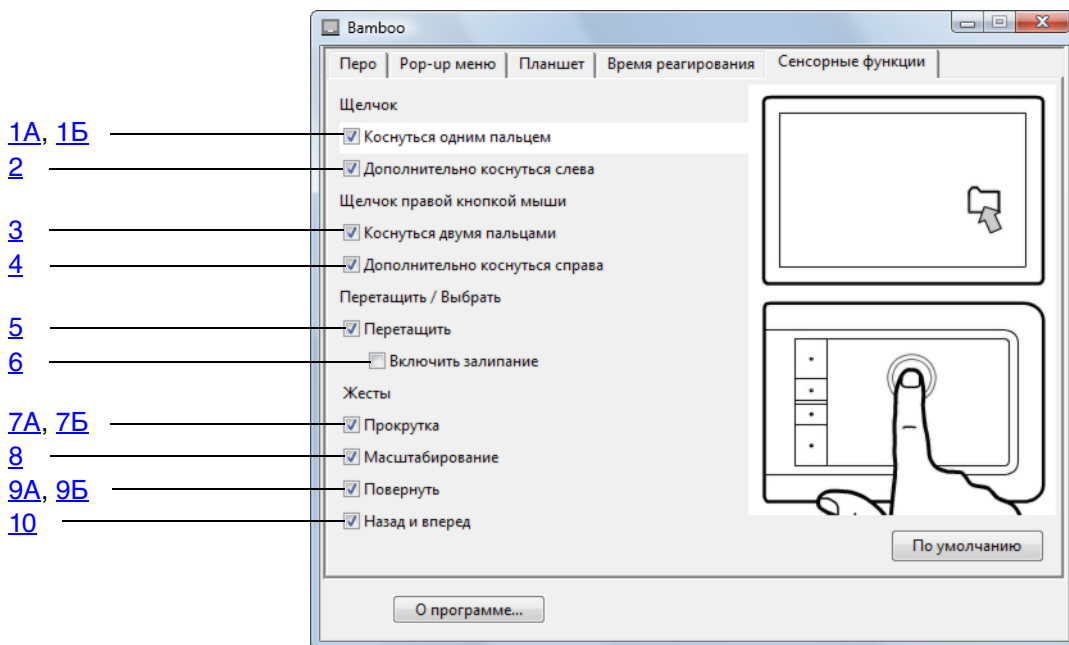 Bamboo
Перо Pop-up меню Планшет Время реагирования Сенсорные функции
Щелчок
1А, 1Б Коснуться одним пальцем
2 Дополнительно коснуться слева
Щелчок правой кнопкой мыши
3 Коснуться двумя пальцами
4 Дополнительно коснуться справа
Перетащить / Выбрать
5 Перетащить
6 Включить залипание
Жесты
7А, 7Б Прокрутка
8 Масштабирование
9А, 9Б Повернуть
10 Назад и вперед
По умолчанию
О программе...